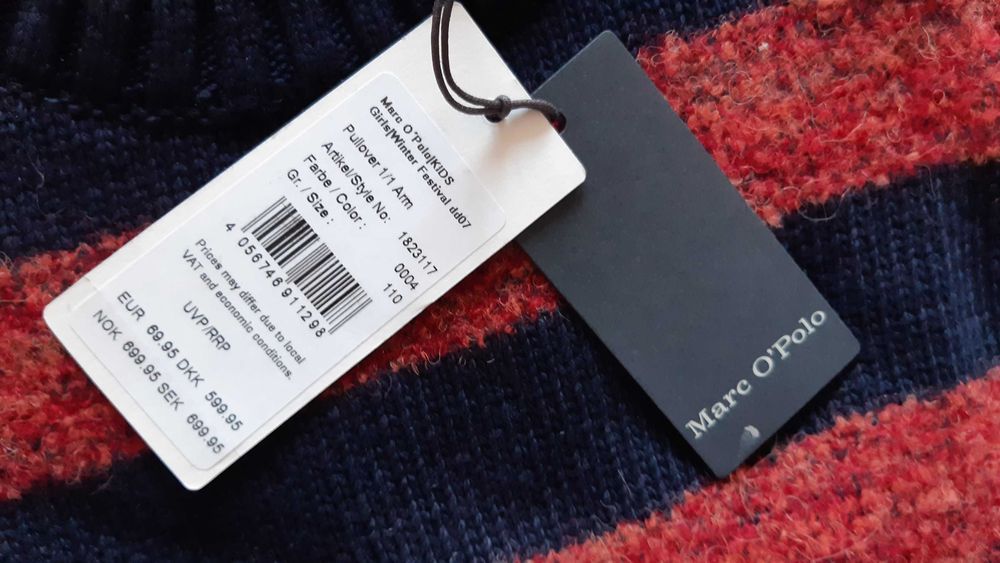 Marc O'Polo|KIDS
Girls|Winter Festival dd07
Pullover 1/1 Arm
Artikel/Style No: 1823117
Farbe / Color : 0004
Gr. / Size : 110
4 056746 911298
Prices may differ due to local
VAT and economic conditions.
UVP/RRP
EUR 69.95 DKK 599.95
NOK 699.95 SEK 699.95
Marc O'Polo